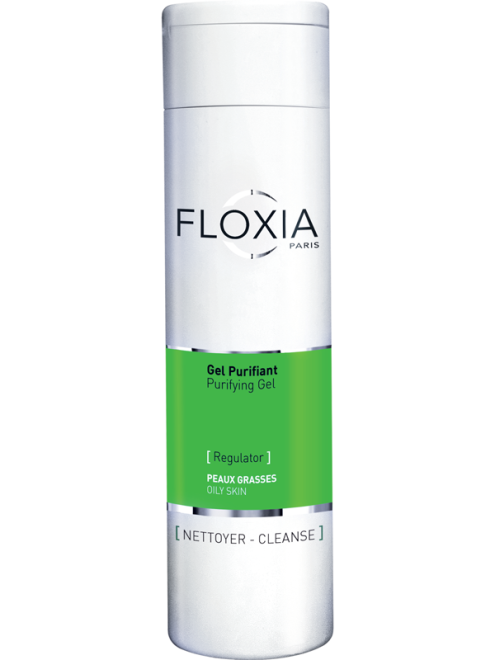 FLOXIA
PARIS
Gel Purifiant
Purifying Gel
[ Regulator ]
PEAUX GRASSES
OILY SKIN
[ NETTOYER - CLEANSE ]